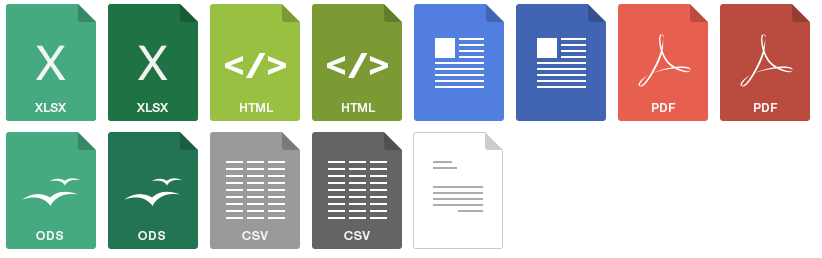 X
XLSX
X
XLSX
</>
HTML
</>
HTML
PDF
PDF
ODS
ODS
CSV
CSV